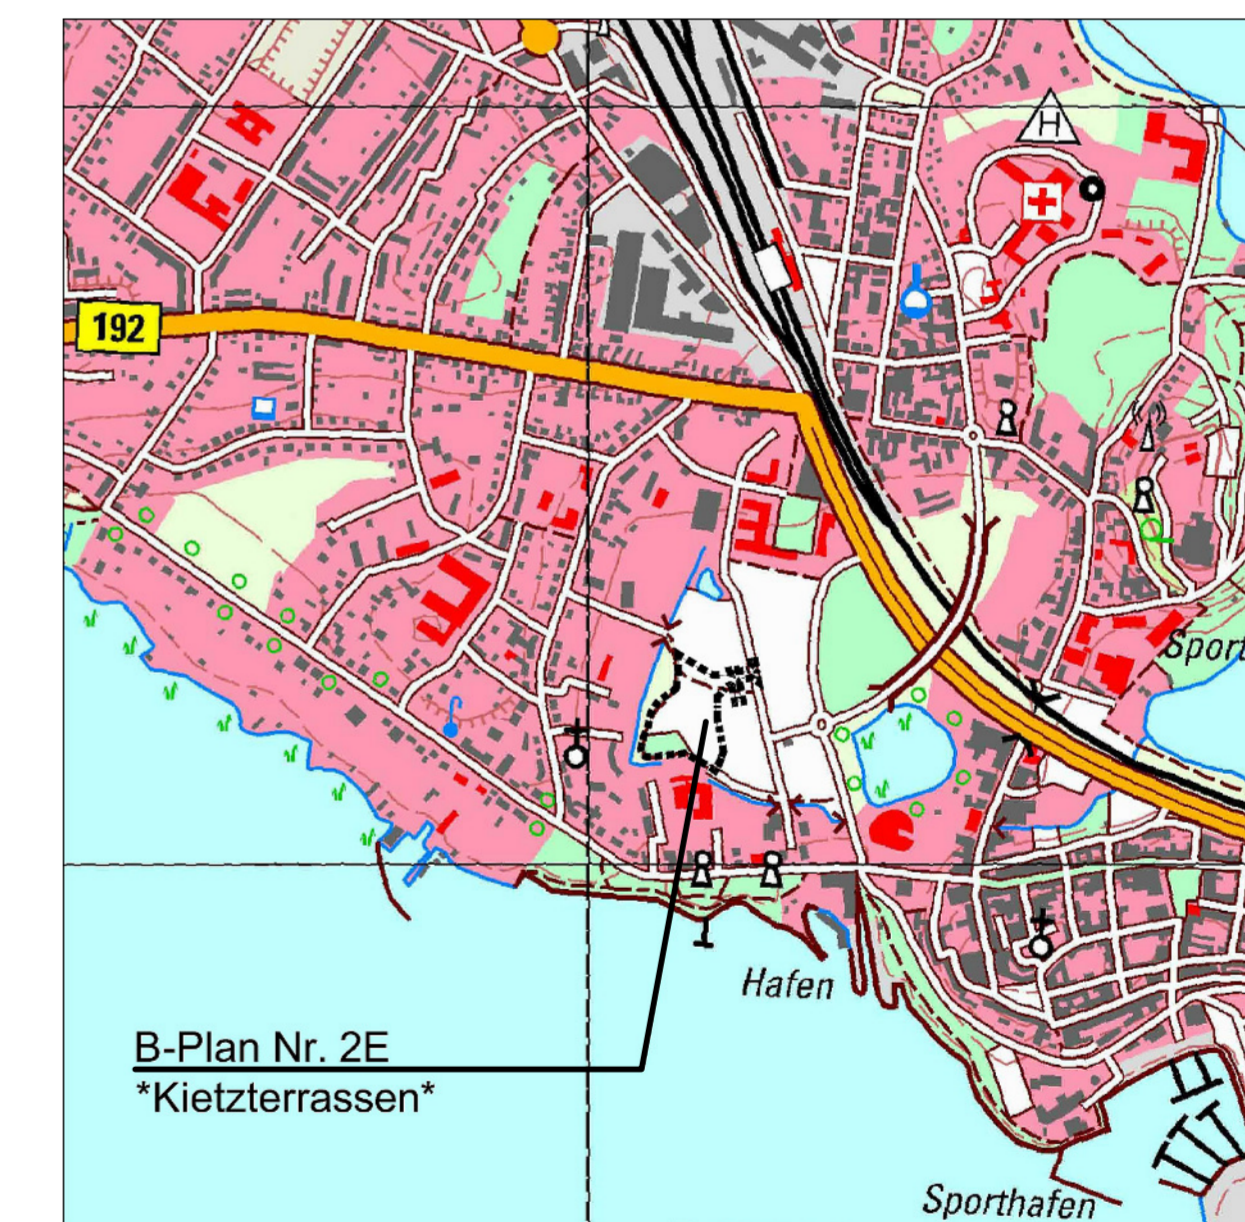 H
192
Sport
Hafen
B-Plan Nr. 2E
*Kietzterrassen*
Sporthafen